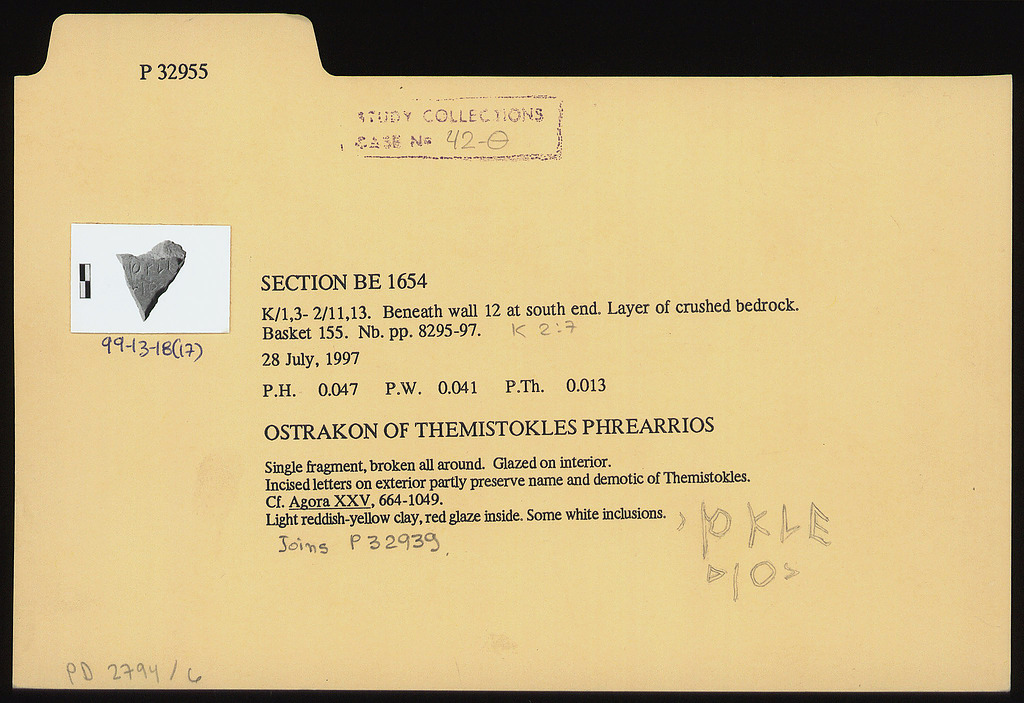 P 32955
STUDY COLLECTIONS
CASE No 42-Θ
99-13-18(17)
SECTION BE 1654
K/1,3- 2/11,13. Beneath wall 12 at south end. Layer of crushed bedrock.
Basket 155. Nb. pp. 8295-97. K 2:7
28 July, 1997
P.H. 0.047 P.W. 0.041 P.Th. 0.013
OSTRAKON OF THEMISTOKLES PHREARRIOS
Single fragment, broken all around. Glazed on interior.
Incised letters on exterior partly preserve name and demotic of Themistokles.
Cf. Agora XXV, 664-1049.
Light reddish-yellow clay, red glaze inside. Some white inclusions.
Joins P 32939.
ΟΚLE
ΙΟ
PD 2794/6